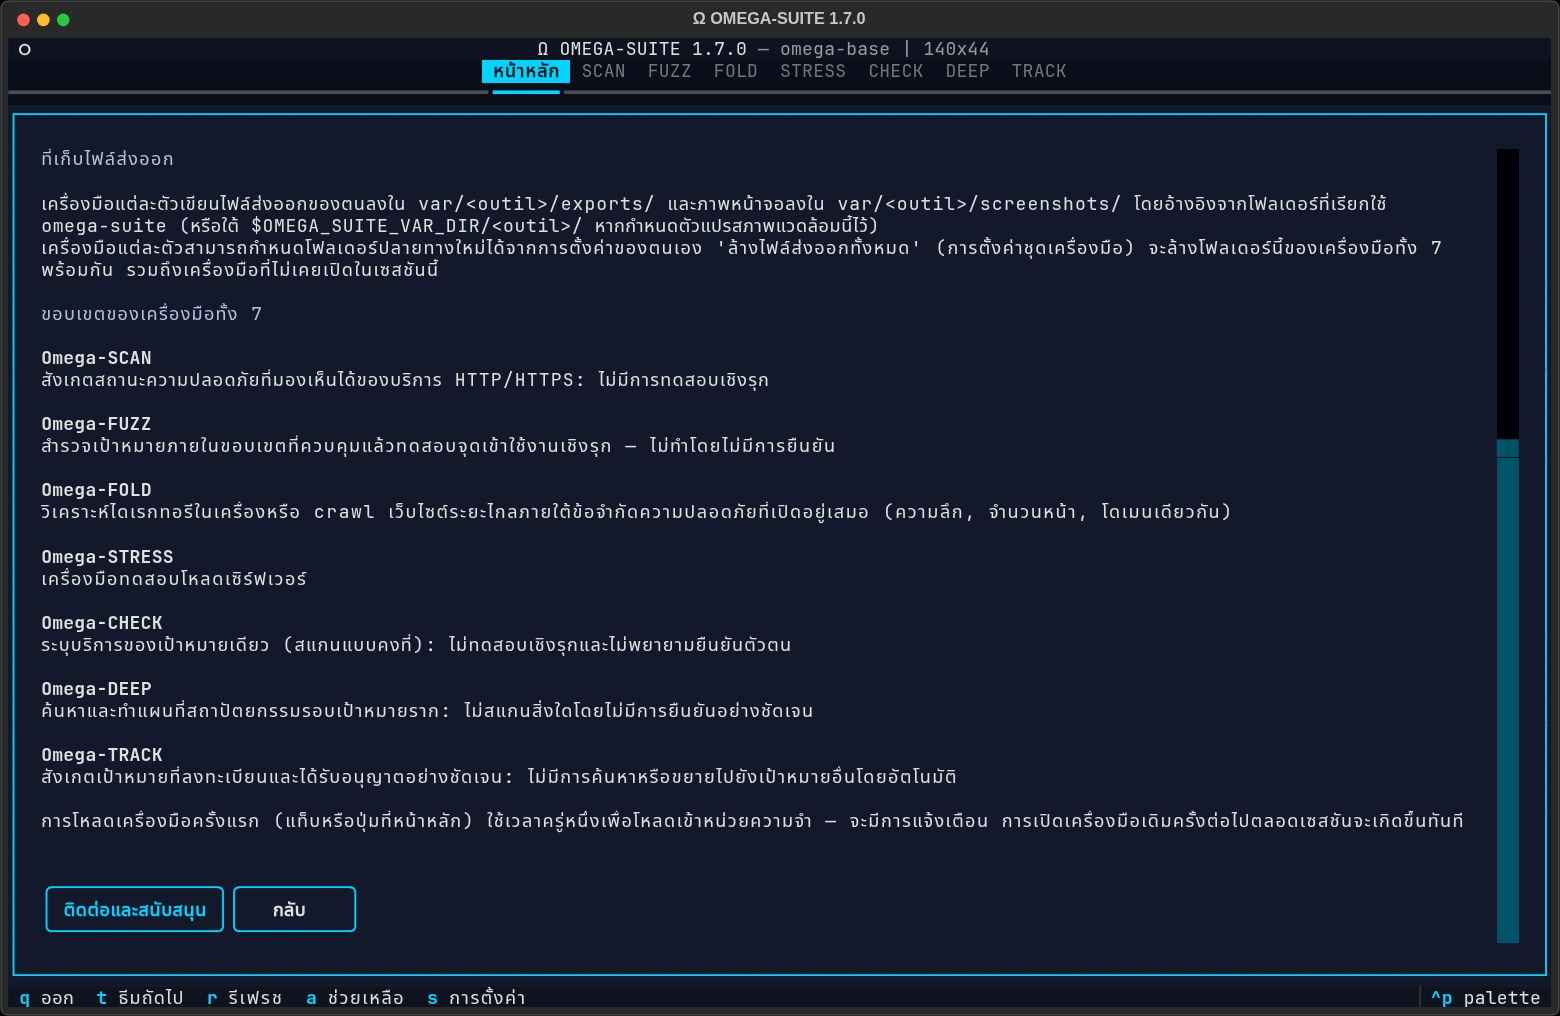 Ω OMEGA-SUITE 1.7.0
Ω OMEGA-SUITE 1.7.0 — omega-base | 140x44
หน้าหลัก SCAN FUZZ FOLD STRESS CHECK DEEP TRACK
ที่เก็บไฟล์ส่งออก
เครื่องมือแต่ละตัวเขียนไฟล์ส่งออกของตนลงใน var/<outil>/exports/ และภาพหน้าจอลงใน var/<outil>/screenshots/ โดยอ้างอิงจากโฟลเดอร์ที่เรียกใช้
omega-suite (หรือใต้ $OMEGA_SUITE_VAR_DIR/<outil>/ หากกำหนดตัวแปรสภาพแวดล้อมนี้ไว้)
เครื่องมือแต่ละตัวสามารถกำหนดโฟลเดอร์ปลายทางใหม่ได้จากการตั้งค่าของตนเอง 'ล้างไฟล์ส่งออกทั้งหมด' (การตั้งค่าชุดเครื่องมือ) จะล้างโฟลเดอร์นี้ของเครื่องมือทั้ง 7
พร้อมกัน รวมถึงเครื่องมือที่ไม่เคยเปิดในเซสชันนี้
ขอบเขตของเครื่องมือทั้ง 7
Omega-SCAN
สังเกตสถานะความปลอดภัยที่มองเห็นได้ของบริการ HTTP/HTTPS: ไม่มีการทดสอบเชิงรุก
Omega-FUZZ
สำรวจเป้าหมายภายในขอบเขตที่ควบคุมแล้วทดสอบจุดเข้าใช้งานเชิงรุก — ไม่ทำโดยไม่มีการยืนยัน
Omega-FOLD
วิเคราะห์ไดเรกทอรีในเครื่องหรือ crawl เว็บไซต์ระยะไกลภายใต้ข้อจำกัดความปลอดภัยที่เปิดอยู่เสมอ (ความลึก, จำนวนหน้า, โดเมนเดียวกัน)
Omega-STRESS
เครื่องมือทดสอบโหลดเซิร์ฟเวอร์
Omega-CHECK
ระบุบริการของเป้าหมายเดียว (สแกนแบบคงที่): ไม่ทดสอบเชิงรุกและไม่พยายามยืนยันตัวตน
Omega-DEEP
ค้นหาและทำแผนที่สถาปัตยกรรมรอบเป้าหมายราก: ไม่สแกนสิ่งใดโดยไม่มีการยืนยันอย่างชัดเจน
Omega-TRACK
สังเกตเป้าหมายที่ลงทะเบียนและได้รับอนุญาตอย่างชัดเจน: ไม่มีการค้นหาหรือขยายไปยังเป้าหมายอื่นโดยอัตโนมัติ
การโหลดเครื่องมือครั้งแรก (แท็บหรือปุ่มที่หน้าหลัก) ใช้เวลาครู่หนึ่งเพื่อโหลดเข้าหน่วยความจำ — จะมีการแจ้งเตือน การเปิดเครื่องมือเดิมครั้งต่อไปตลอดเซสชันจะเกิดขึ้นทันที
ติดต่อและสนับสนุน กลับ
q ออก t ธีมถัดไป r รีเฟรช a ช่วยเหลือ s การตั้งค่า ^p palette